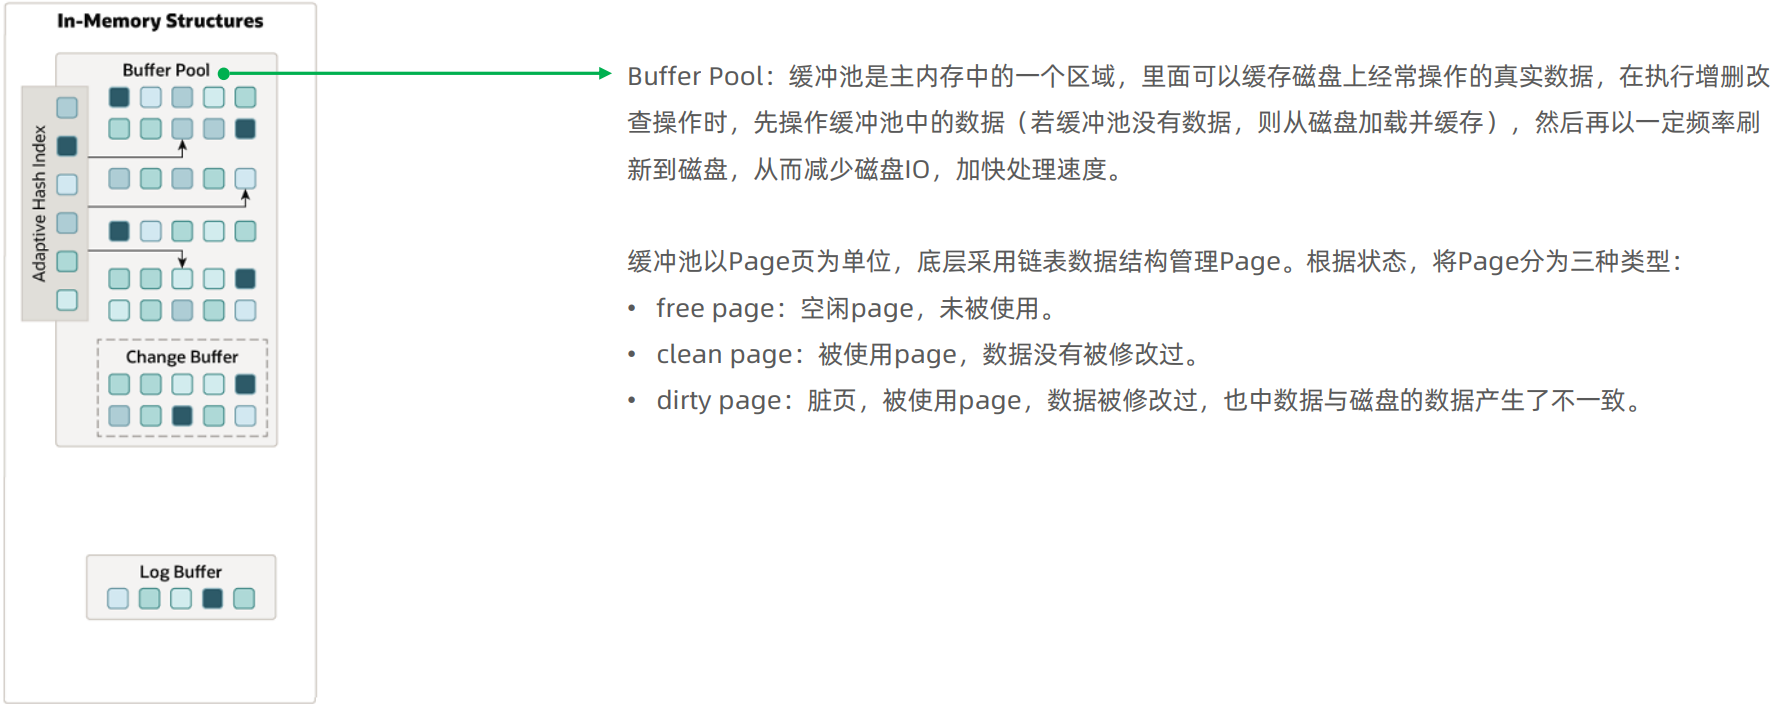 In-Memory Structures
Buffer Pool
Adaptive Hash Index
Change Buffer
Log Buffer
Buffer Pool：缓冲池是主内存中的一个区域，里面可以缓存磁盘上经常操作的真实数据，在执行增删改
查操作时，先操作缓冲池中的数据（若缓冲池没有数据，则从磁盘加载并缓存），然后再以一定频率刷
新到磁盘，从而减少磁盘IO，加快处理速度。
缓冲池以Page页为单位，底层采用链表数据结构管理Page。根据状态，将Page分为三种类型：
• free page：空闲page，未被使用。
• clean page：被使用page，数据没有被修改过。
• dirty page：脏页，被使用page，数据被修改过，也中数据与磁盘的数据产生了不一致。